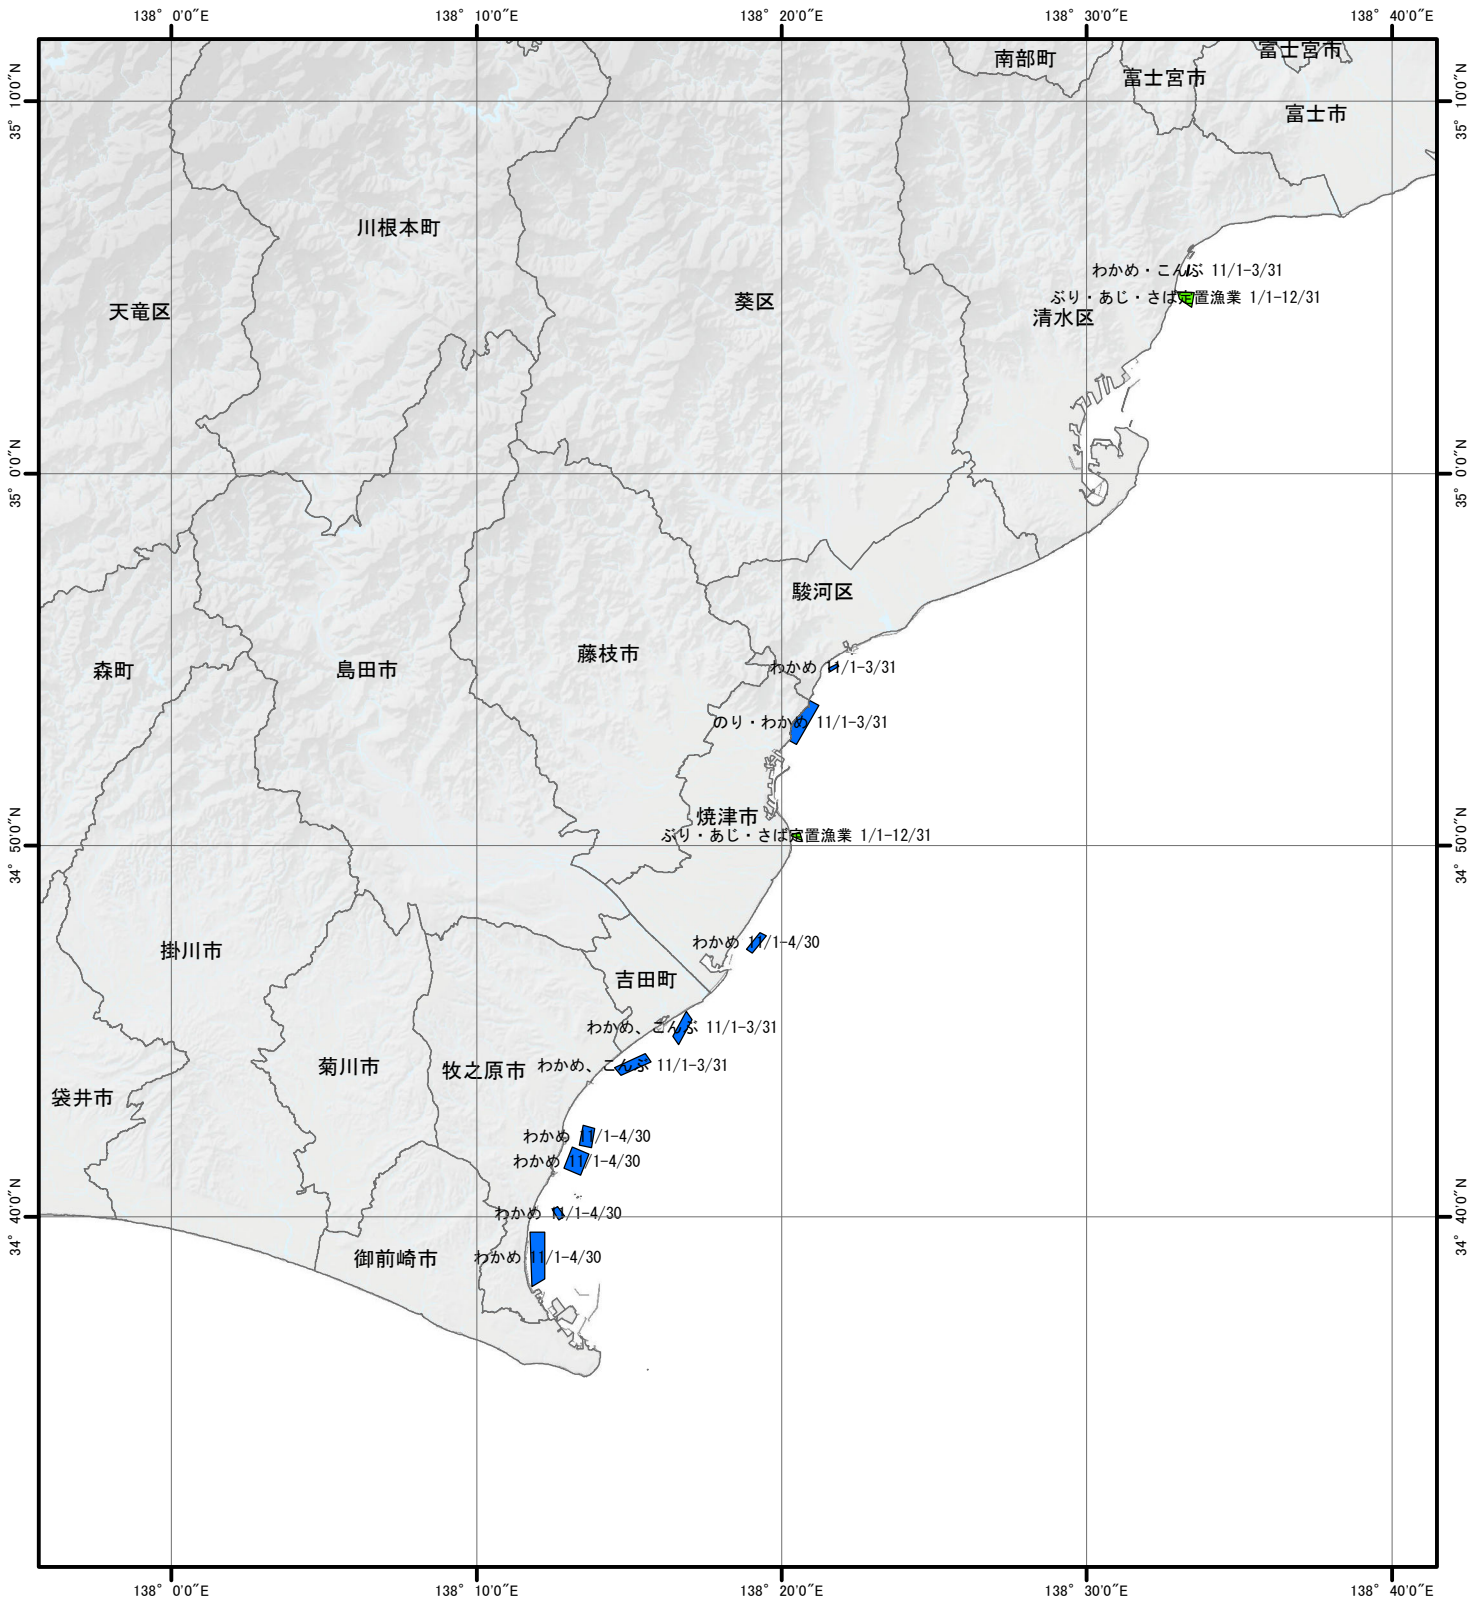 138° 0'0"E
138° 10'0"E
138° 20'0"E
138° 30'0"E
138° 40'0"E
富士宮市
南部町
富士宮市
35° 10'0"N
35° 10'0"N
富士市
川根本町
わかめ・こんぶ 11/1-3/31
ぶり・あじ・さば定置漁業 1/1-12/31
天竜区
葵区
清水区
35° 0'0"N
35° 0'0"N
駿河区
藤枝市
わかめ 11/1-3/31
森町
島田市
のり・わかめ 11/1-3/31
焼津市
ぶり・あじ・さば定置漁業 1/1-12/31
34° 50'0"N
34° 50'0"N
わかめ 11/1-4/30
掛川市
吉田町
わかめ、こんぶ 11/1-3/31
わかめ、こんぶ 11/1-3/31
菊川市
牧之原市
袋井市
わかめ 11/1-4/30
わかめ 11/1-4/30
わかめ 11/1-4/30
34° 40'0"N
34° 40'0"N
御前崎市
わかめ 11/1-4/30
138° 0'0"E
138° 10'0"E
138° 20'0"E
138° 30'0"E
138° 40'0"E